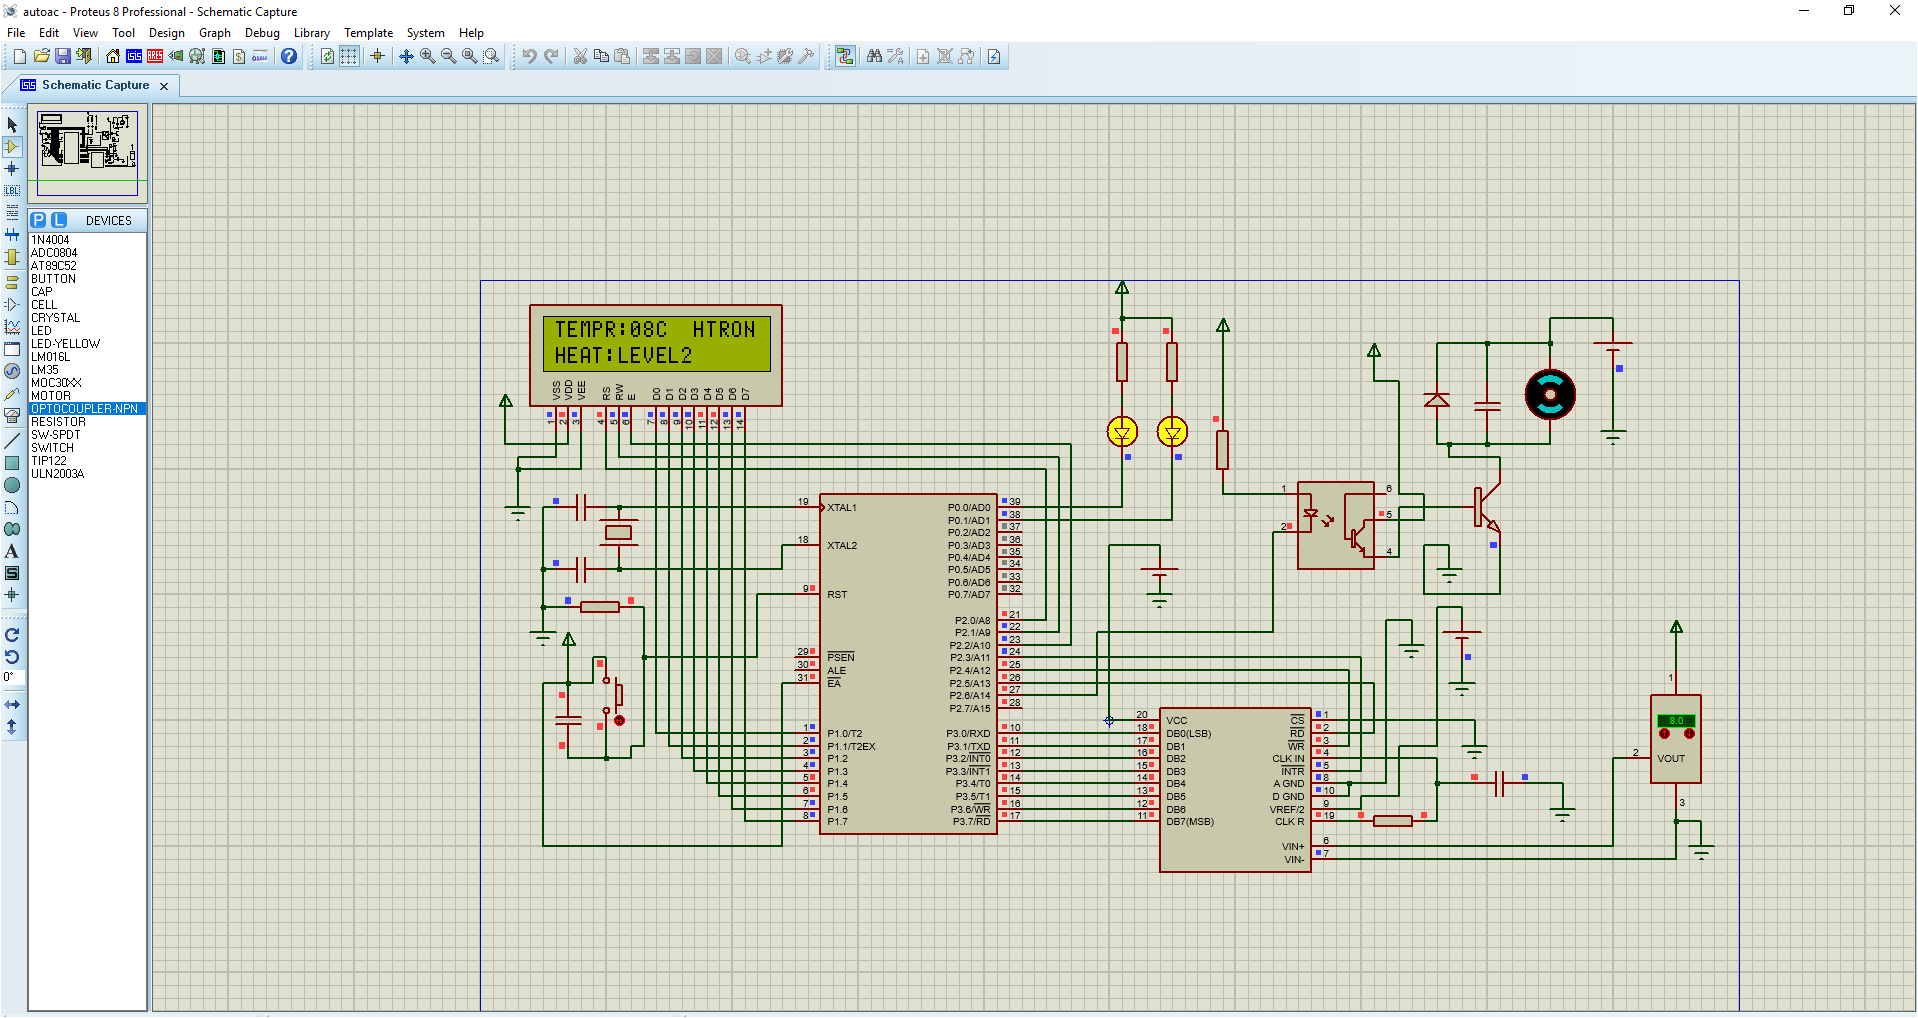 autoac - Proteus 8 Professional - Schematic Capture
File Edit View Tool Design Graph Debug Library Template System Help
Schematic Capture
P L DEVICES
1N4004
ADC0804
AT89C52
BUTTON
CAP
CELL
CRYSTAL
LED
LED-YELLOW
LM016L
LM35
MOC30XX
MOTOR
OPTOCOUPLER-NPN
RESISTOR
SW-SPDT
SWITCH
TIP122
ULN2003A
LBL
A
S
0°
TEMPR:08C HTRON
HEAT:LEVEL2
VSS VDD VEE RS RW E D0 D1 D2 D3 D4 D5 D6 D7
1 2 3 4 5 6 7 8 9 10 11 12 13 14
19 XTAL1
18 XTAL2
9 RST
29 PSEN
30 ALE
31 EA
1 P1.0/T2
2 P1.1/T2EX
3 P1.2
4 P1.3
5 P1.4
6 P1.5
7 P1.6
8 P1.7
P0.0/AD0 39
P0.1/AD1 38
P0.2/AD2 37
P0.3/AD3 36
P0.4/AD4 35
P0.5/AD5 34
P0.6/AD6 33
P0.7/AD7 32
P2.0/A8 21
P2.1/A9 22
P2.2/A10 23
P2.3/A11 24
P2.4/A12 25
P2.5/A13 26
P2.6/A14 27
P2.7/A15 28
P3.0/RXD 10
P3.1/TXD 11
P3.2/INT0 12
P3.3/INT1 13
P3.4/T0 14
P3.5/T1 15
P3.6/WR 16
P3.7/RD 17
20 VCC
18 DB0(LSB)
17 DB1
16 DB2
15 DB3
14 DB4
13 DB5
12 DB6
11 DB7(MSB)
CS 1
RD 2
WR 3
CLK IN 4
INTR 5
A GND 8
D GND 10
VREF/2 9
CLK R 19
VIN+ 6
VIN- 7
1 6
2 5
4
1
8.0
2 VOUT
3